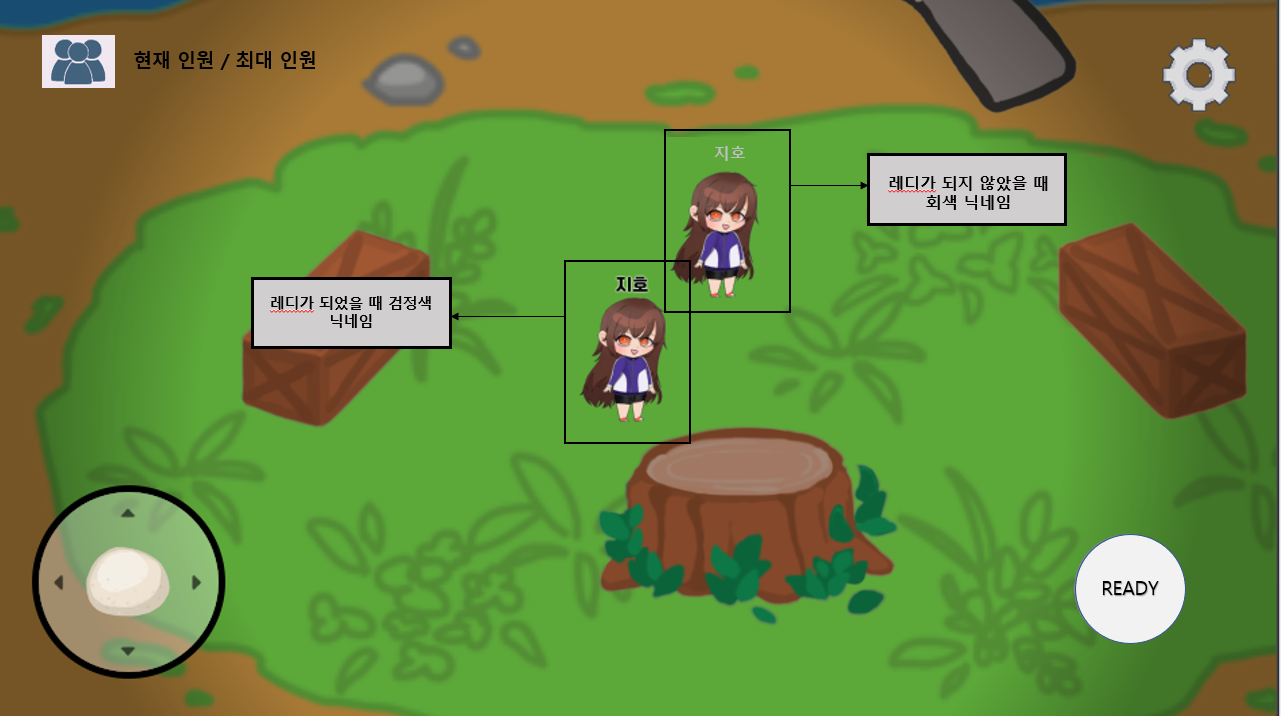 현재 인원 / 최대 인원
지호
레디가 되지 않았을 때
회색 닉네임
지호
레디가 되었을 때 검정색
닉네임
READY